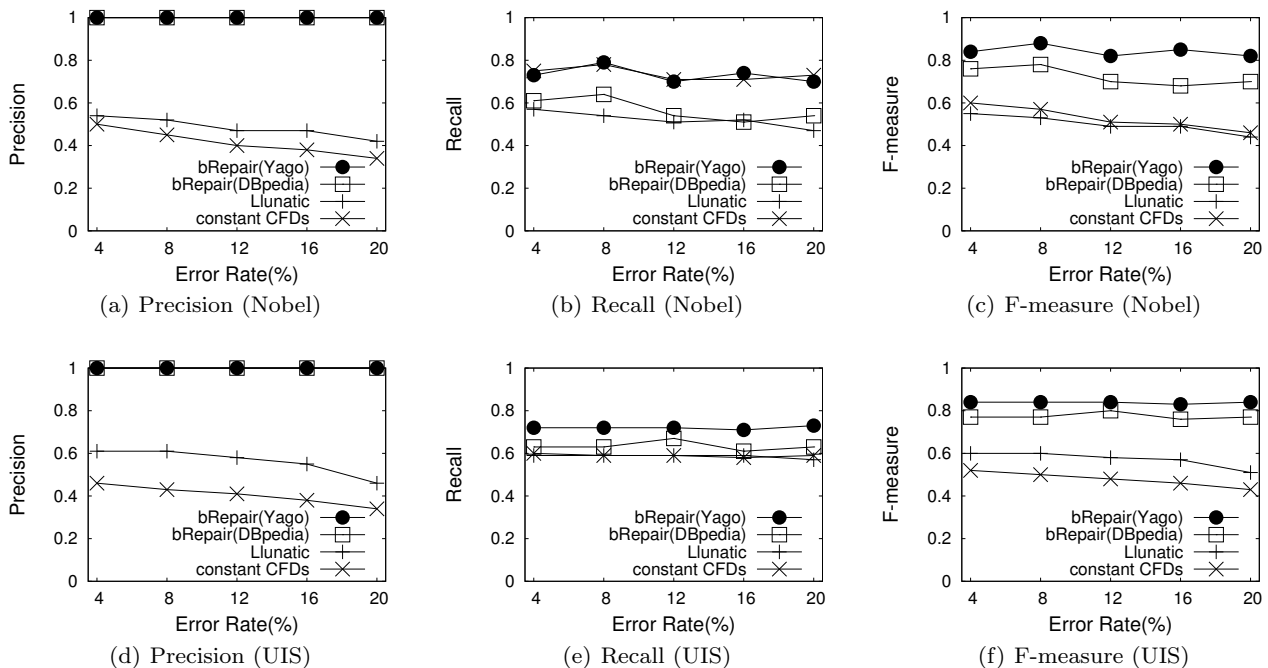 1
0.8
0.6
0.4
0.2
0
Precision
bRepair(Yago)
bRepair(DBpedia)
Llunatic
constant CFDs
4 8 12 16 20
Error Rate(%)
(a) Precision (Nobel)
1
0.8
0.6
0.4
0.2
0
Recall
bRepair(Yago)
bRepair(DBpedia)
Llunatic
constant CFDs
4 8 12 16 20
Error Rate(%)
(b) Recall (Nobel)
1
0.8
0.6
0.4
0.2
0
F-measure
bRepair(Yago)
bRepair(DBpedia)
Llunatic
constant CFDs
4 8 12 16 20
Error Rate(%)
(c) F-measure (Nobel)
1
0.8
0.6
0.4
0.2
0
Precision
bRepair(Yago)
bRepair(DBpedia)
Llunatic
constant CFDs
4 8 12 16 20
Error Rate(%)
(d) Precision (UIS)
1
0.8
0.6
0.4
0.2
0
Recall
bRepair(Yago)
bRepair(DBpedia)
Llunatic
constant CFDs
4 8 12 16 20
Error Rate(%)
(e) Recall (UIS)
1
0.8
0.6
0.4
0.2
0
F-measure
bRepair(Yago)
bRepair(DBpedia)
Llunatic
constant CFDs
4 8 12 16 20
Error Rate(%)
(f) F-measure (UIS)